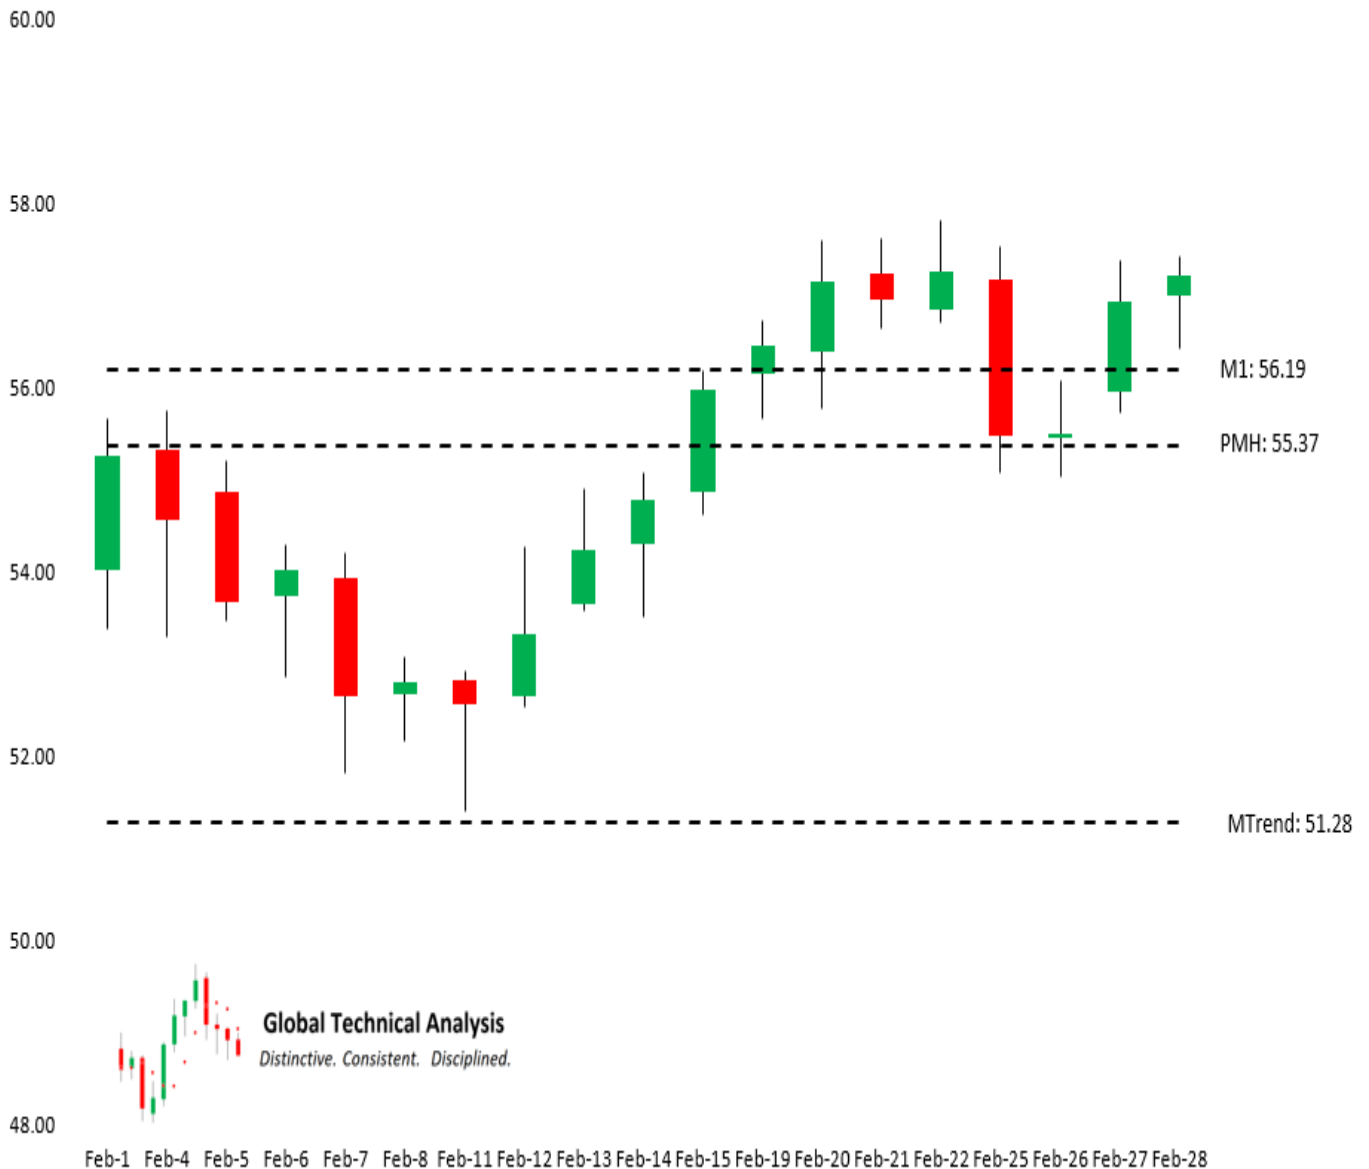 60.00
58.00
56.00
54.00
52.00
50.00
48.00
M1: 56.19
PMH: 55.37
MTrend: 51.28
Global Technical Analysis
Distinctive. Consistent. Disciplined.
Feb-1 Feb-4 Feb-5 Feb-6 Feb-7 Feb-8 Feb-11 Feb-12 Feb-13 Feb-14 Feb-15 Feb-19 Feb-20 Feb-21 Feb-22 Feb-25 Feb-26 Feb-27 Feb-28